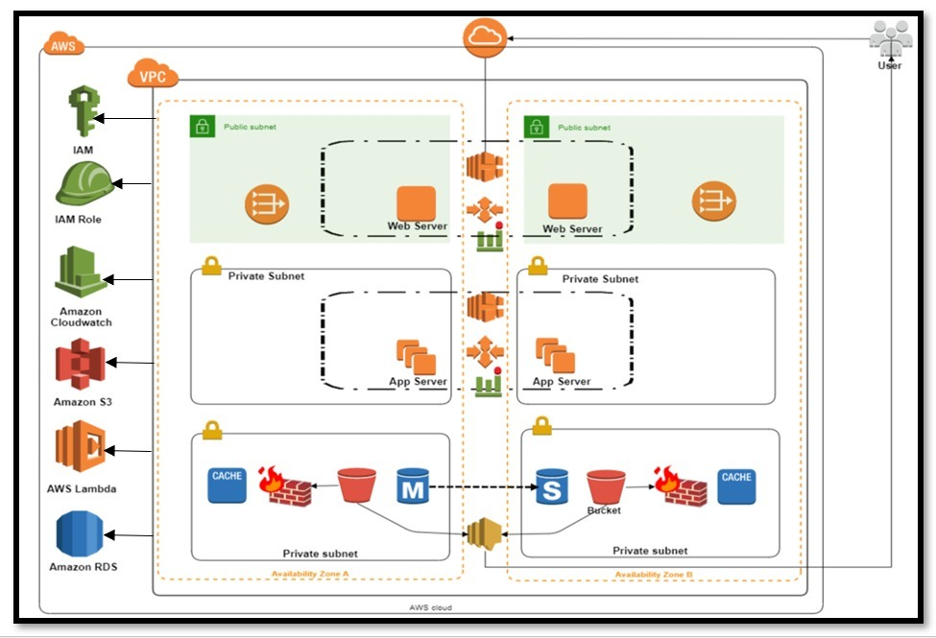 AWS
User
VPC
IAM
IAM Role
Amazon
Cloudwatch
Amazon S3
AWS Lambda
Amazon RDS
Public subnet
Public subnet
Web Server
Web Server
Private Subnet
Private Subnet
App Server
App Server
CACHE
M
S
CACHE
Bucket
Private subnet
Private subnet
Availability Zone A
Availability Zone B
AWS cloud